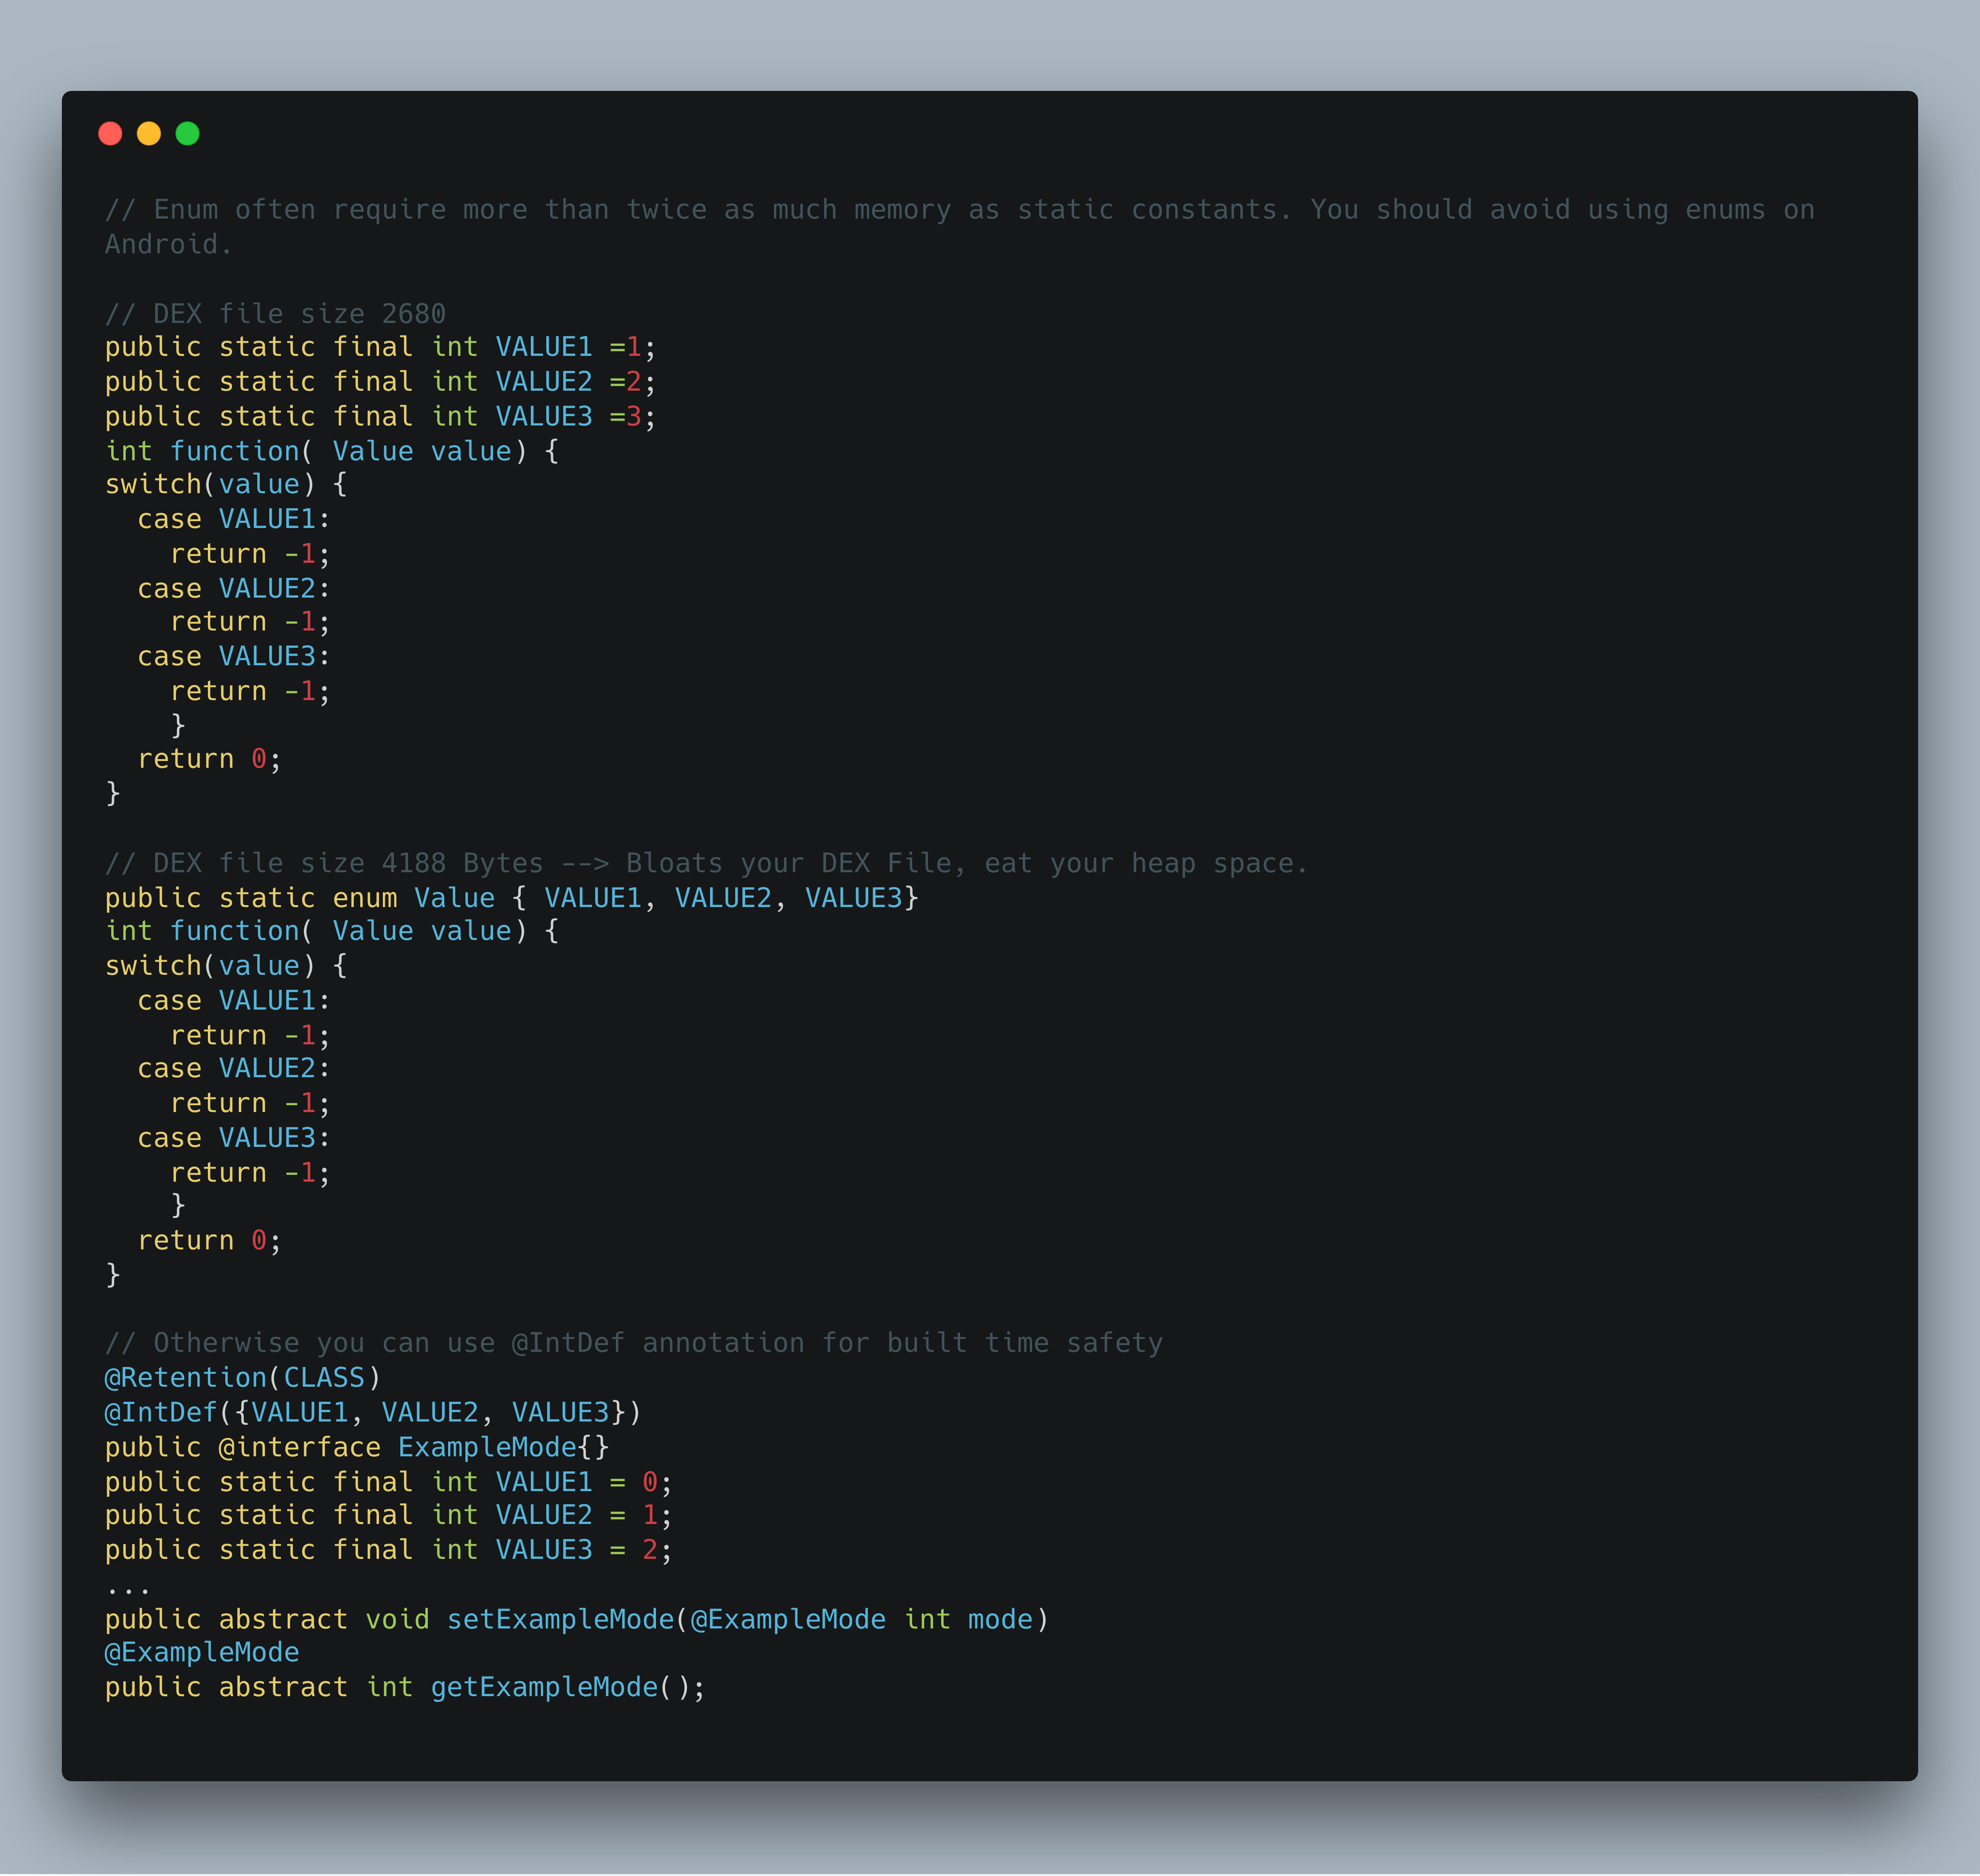 // Enum often require more than twice as much memory as static constants. You should avoid using enums on
Android.

// DEX file size 2680
public static final int VALUE1 =1;
public static final int VALUE2 =2;
public static final int VALUE3 =3;
int function( Value value) {
switch(value) {
  case VALUE1:
    return -1;
  case VALUE2:
    return -1;
  case VALUE3:
    return -1;
    }
  return 0;
}

// DEX file size 4188 Bytes --> Bloats your DEX File, eat your heap space.
public static enum Value { VALUE1, VALUE2, VALUE3}
int function( Value value) {
switch(value) {
  case VALUE1:
    return -1;
  case VALUE2:
    return -1;
  case VALUE3:
    return -1;
    }
  return 0;
}

// Otherwise you can use @IntDef annotation for built time safety
@Retention(CLASS)
@IntDef({VALUE1, VALUE2, VALUE3})
public @interface ExampleMode{}
public static final int VALUE1 = 0;
public static final int VALUE2 = 1;
public static final int VALUE3 = 2;
...
public abstract void setExampleMode(@ExampleMode int mode)
@ExampleMode
public abstract int getExampleMode();